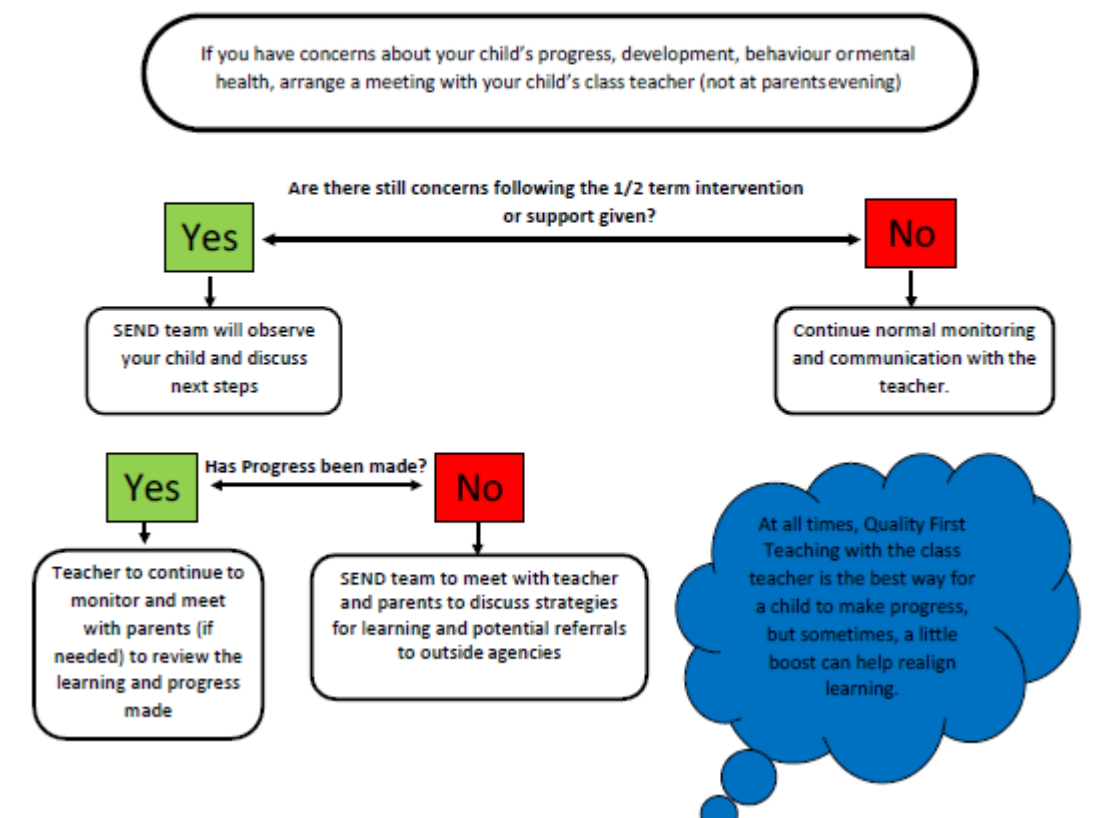 If you have concerns about your child's progress, development, behaviour ormental
health, arrange a meeting with your child's class teacher (not at parentsevening)
Are there still concerns following the 1/2 term intervention
or support given?
Yes
No
SEND team will observe
your child and discuss
next steps
Continue normal monitoring
and communication with the
teacher.
Has Progress been made?
Yes
No
Teacher to continue to
monitor and meet
with parents (if
needed) to review the
learning and progress
made
SEND team to meet with teacher
and parents to discuss strategies
for learning and potential referrals
to outside agencies
At all times, Quality First
Teaching with the class
teacher is the best way for
a child to make progress,
but sometimes, a little
boost can help realign
learning.